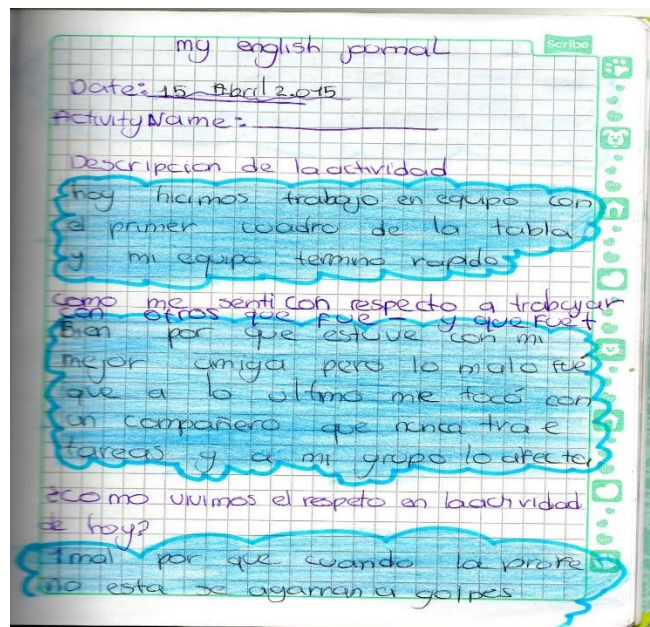 my english journal
Scribe
Date: 15 Abril 2.015
Activity Name:
Descripcion de la actividad
hoy hicimos trabajo en equipo con
el primer cuadro de la tabla
y mi equipo termino rapido
como me senti con respecto a trabajar
con otros que fue - y que fue +
Bien por que estuve con mi
mejor amiga pero lo malo fué
que a lo ultimo me tocó con
un compañero que nunca trae
tareas y a mi grupo lo afecta
¿como vivimos el respeto en la actividad
de hoy?
1 mal por que cuando la profe
no esta se agarran a golpes